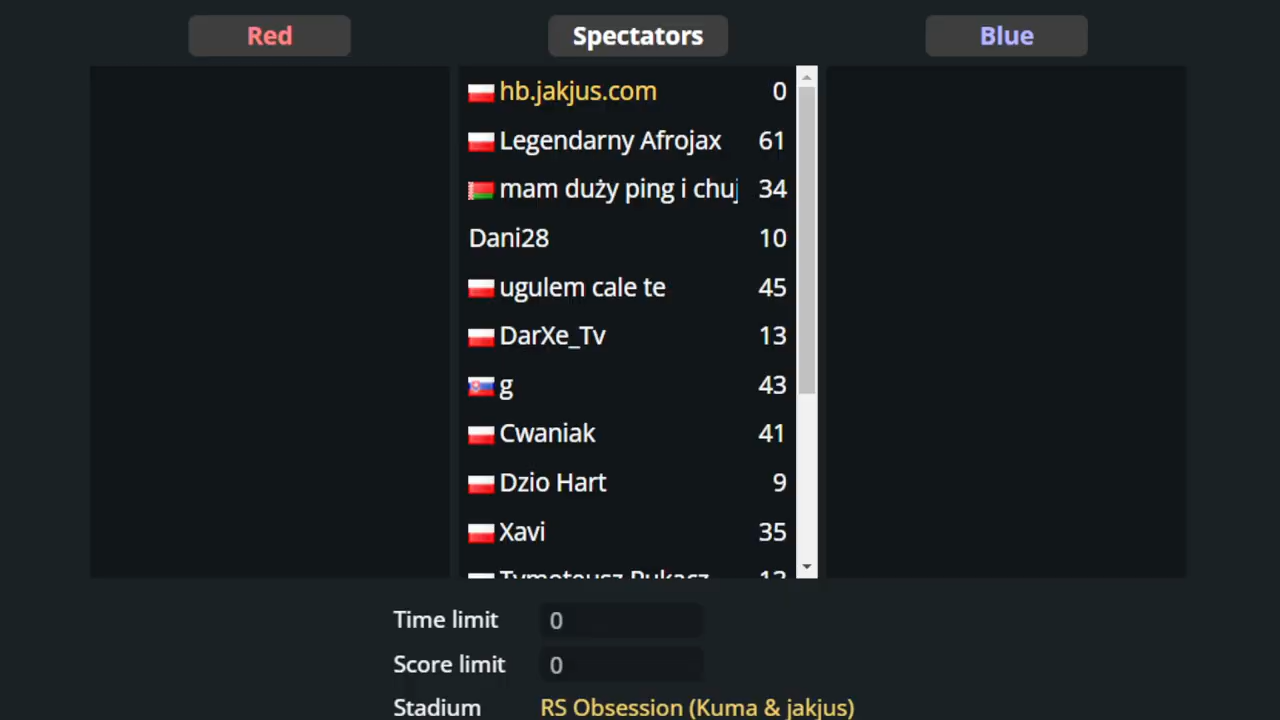 Red
Spectators
Blue
hb.jakjus.com 0
Legendarny Afrojax 61
mam duży ping i chuj 34
Dani28 10
ugulem cale te 45
DarXe_Tv 13
g 43
Cwaniak 41
Dzio Hart 9
Xavi 35
Tymoteusz
Time limit 0
Score limit 0
Stadium RS Obsession (Kuma & jakjus)